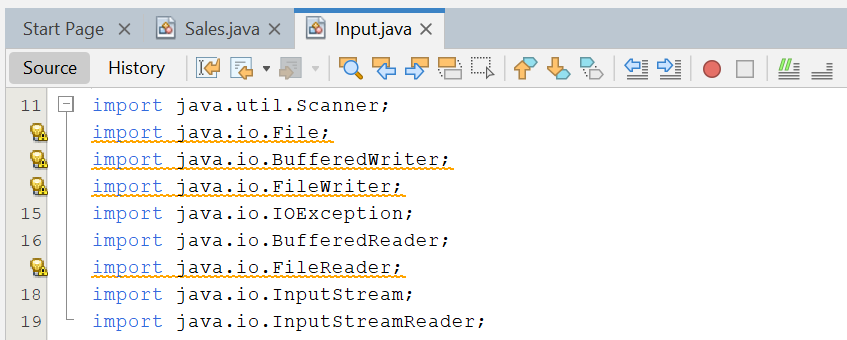 Start Page Sales.java Input.java
Source History
11 import java.util.Scanner;
import java.io.File;
import java.io.BufferedWriter;
import java.io.FileWriter;
15 import java.io.IOException;
16 import java.io.BufferedReader;
import java.io.FileReader;
18 import java.io.InputStream;
19 import java.io.InputStreamReader;